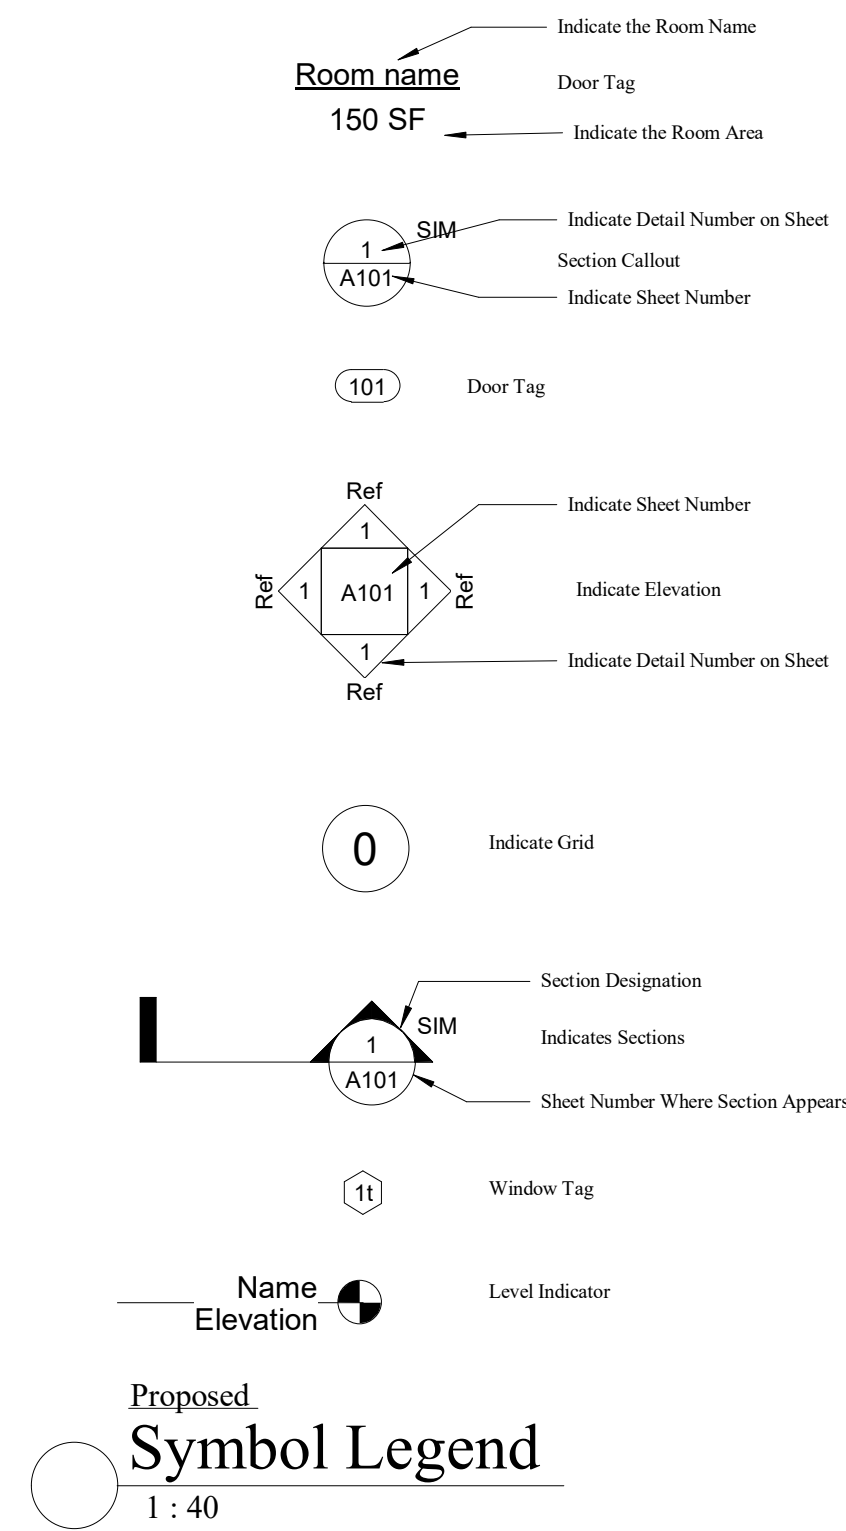 Indicate the Room Name
Room name
Door Tag
150 SF
Indicate the Room Area
SIM
Indicate Detail Number on Sheet
1
Section Callout
A101
Indicate Sheet Number
101
Door Tag
Ref
Indicate Sheet Number
1
Ref
1
A101
1
Ref
Indicate Elevation
1
Indicate Detail Number on Sheet
Ref
0
Indicate Grid
Section Designation
SIM
1
Indicates Sections
A101
Sheet Number Where Section Appears
1t
Window Tag
Name
Elevation
Level Indicator
Proposed
Symbol Legend
1 : 40